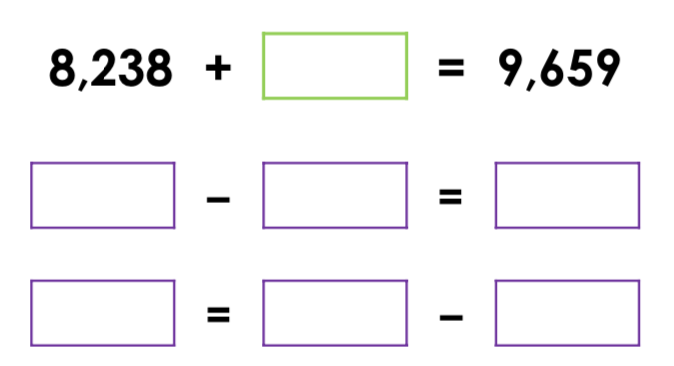 8,238 + = 9,659
− =
= −